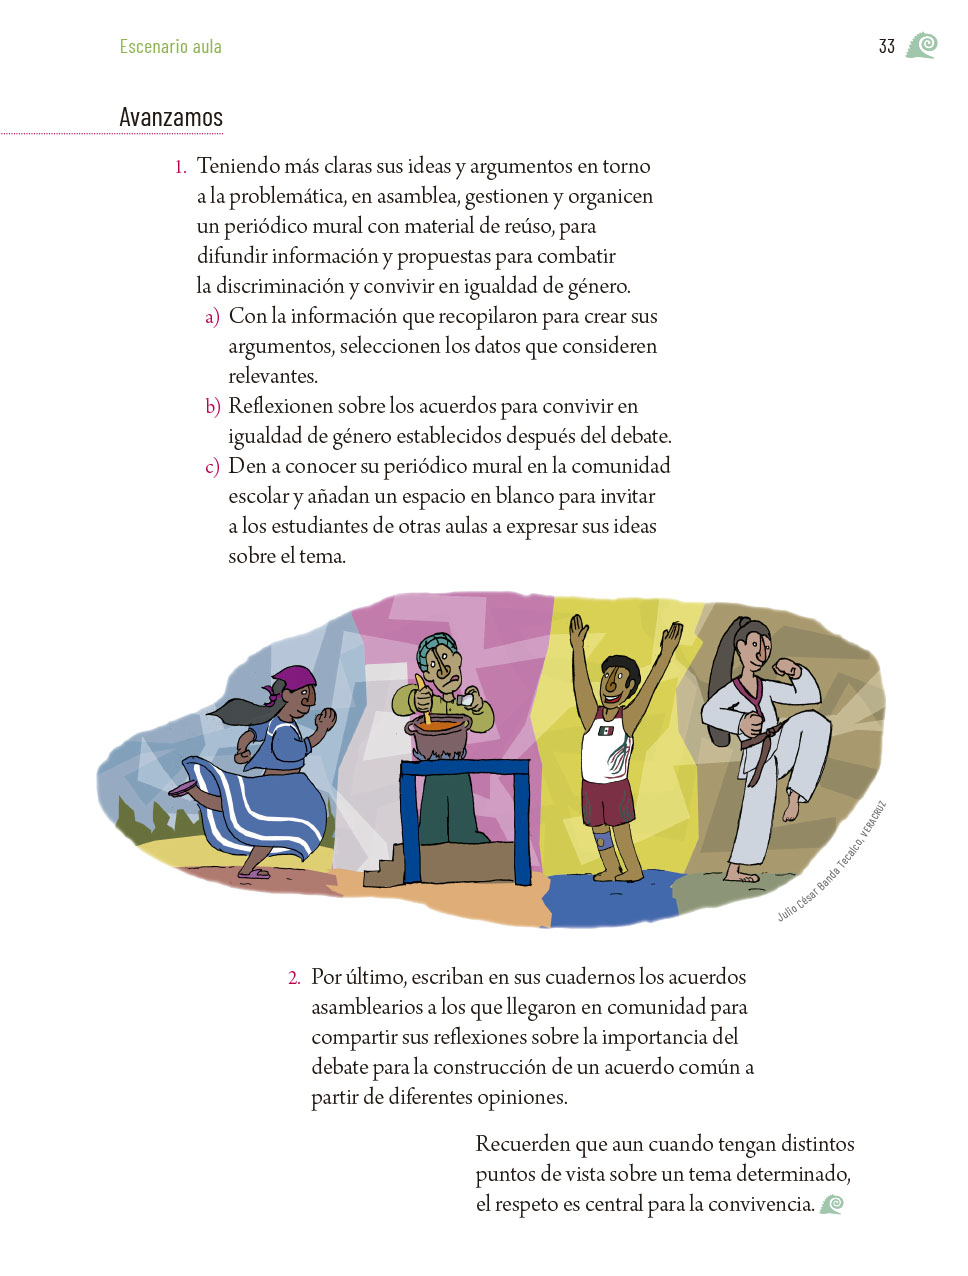 Escenario aula
33
Avanzamos
1. Teniendo más claras sus ideas y argumentos en torno
a la problemática, en asamblea, gestionen y organicen
un periódico mural con material de reúso, para
difundir información y propuestas para combatir
la discriminación y convivir en igualdad de género.
a) Con la información que recopilaron para crear sus
argumentos, seleccionen los datos que consideren
relevantes.
b) Reflexionen sobre los acuerdos para convivir en
igualdad de género establecidos después del debate.
c) Den a conocer su periódico mural en la comunidad
escolar y añadan un espacio en blanco para invitar
a los estudiantes de otras aulas a expresar sus ideas
sobre el tema.
Julio César Banda Tecalco, VERACRUZ
2. Por último, escriban en sus cuadernos los acuerdos
asamblearios a los que llegaron en comunidad para
compartir sus reflexiones sobre la importancia del
debate para la construcción de un acuerdo común a
partir de diferentes opiniones.
Recuerden que aun cuando tengan distintos
puntos de vista sobre un tema determinado,
el respeto es central para la convivencia.